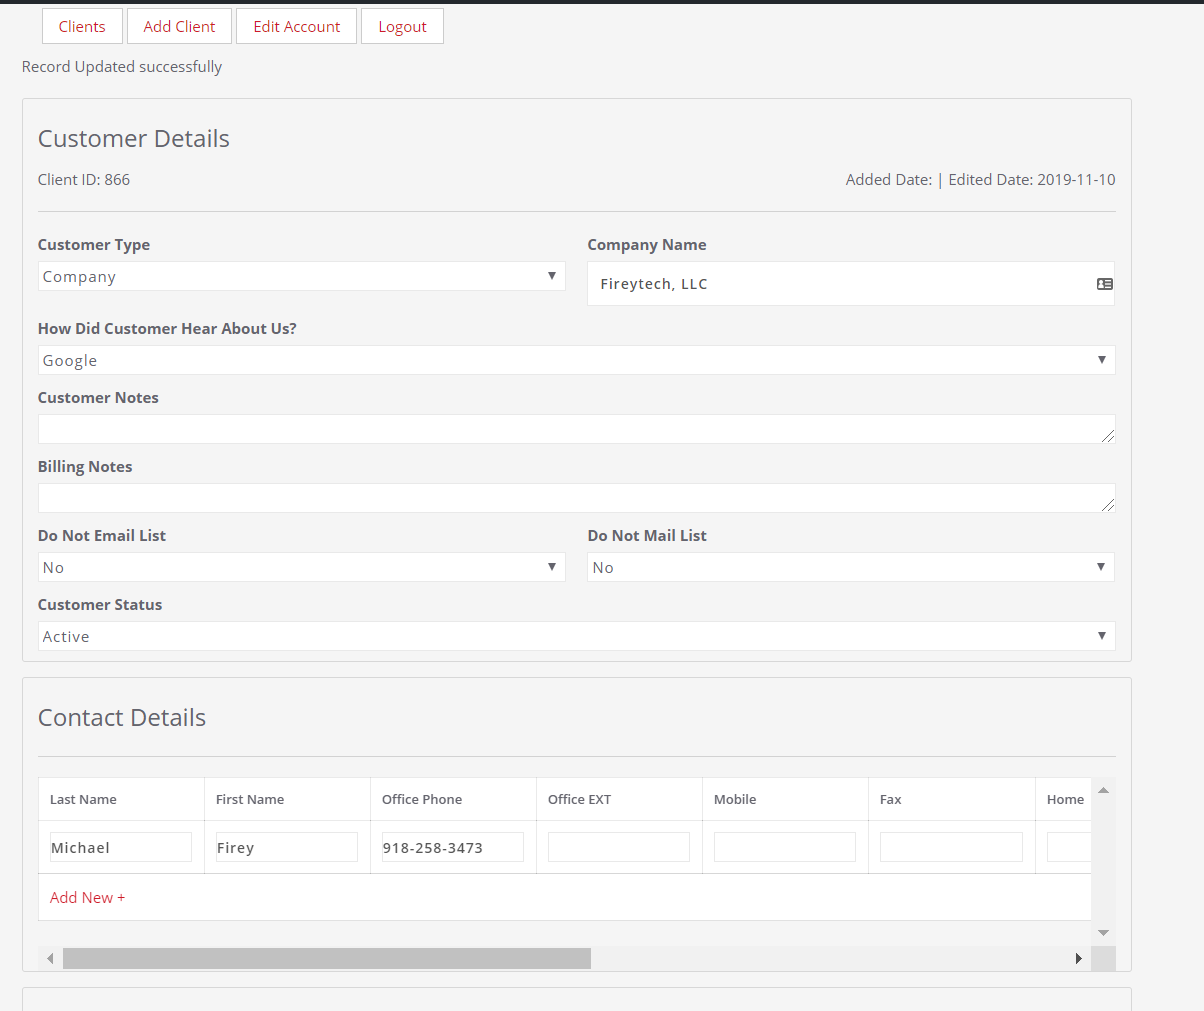 Clients Add Client Edit Account Logout
Record Updated successfully
Customer Details
Client ID: 866 Added Date: | Edited Date: 2019-11-10
Customer Type Company Name
Company Fireytech, LLC
How Did Customer Hear About Us?
Google
Customer Notes
Billing Notes
Do Not Email List Do Not Mail List
No No
Customer Status
Active
Contact Details
Last Name First Name Office Phone Office EXT Mobile Fax Home
Michael Firey 918-258-3473
Add New +